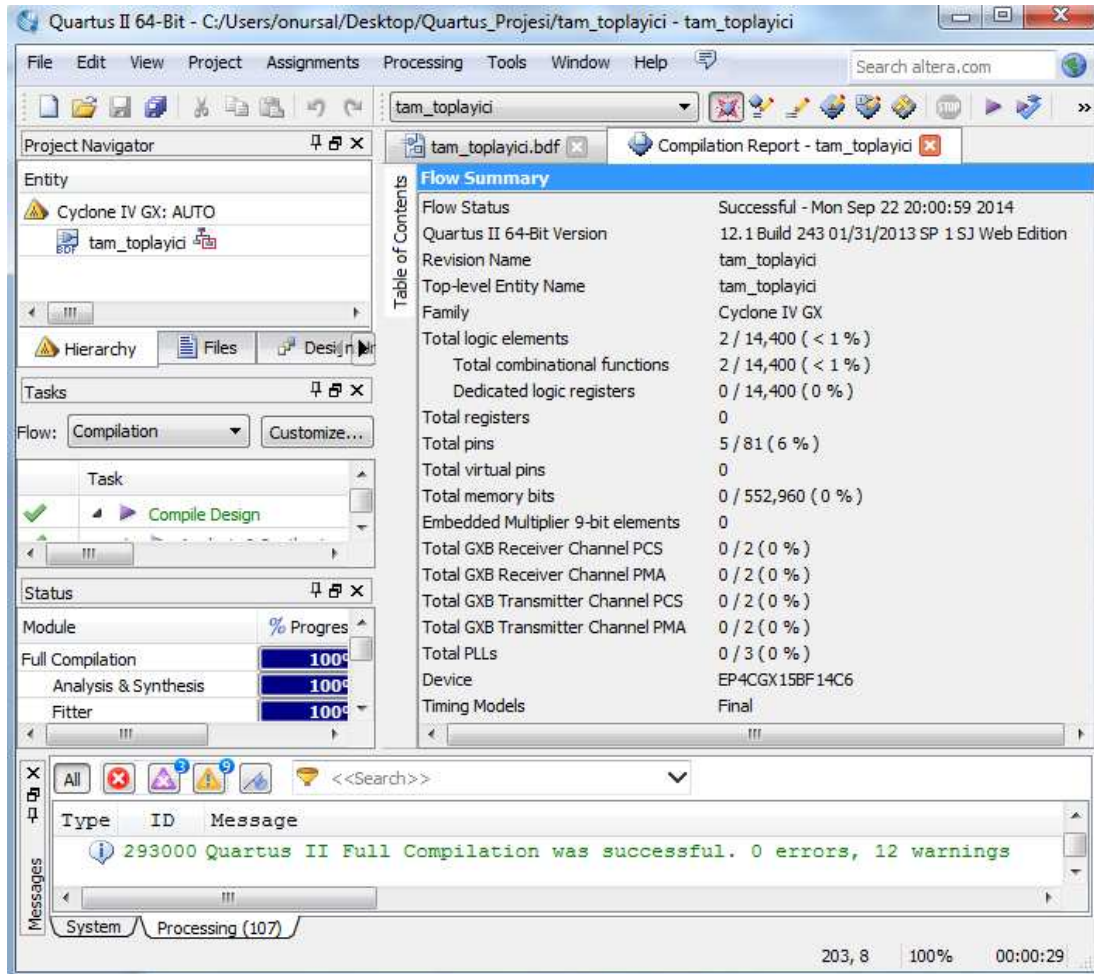 Quartus II 64-Bit - C:/Users/onursal/Desktop/Quartus_Projesi/tam_toplayici - tam_toplayici
File Edit View Project Assignments Processing Tools Window Help
Search altera.com
tam_toplayici
STOP
»
Project Navigator
Entity
Cyclone IV GX: AUTO
BDF tam_toplayici
Hierarchy
Files
Tasks
Flow: Compilation
Customize...
Task
Compile Design
Status
Module
% Progres
Full Compilation 100
Analysis & Synthesis 100
Fitter 100
tam_toplayici.bdf
Compilation Report - tam_toplayici
Table of Contents
Flow Summary
Flow Status Successful - Mon Sep 22 20:00:59 2014
Quartus II 64-Bit Version 12.1 Build 243 01/31/2013 SP 1 SJ Web Edition
Revision Name tam_toplayici
Top-level Entity Name tam_toplayici
Family Cyclone IV GX
Total logic elements 2 / 14,400 ( < 1 % )
Total combinational functions 2 / 14,400 ( < 1 % )
Dedicated logic registers 0 / 14,400 ( 0 % )
Total registers 0
Total pins 5 / 81 ( 6 % )
Total virtual pins 0
Total memory bits 0 / 552,960 ( 0 % )
Embedded Multiplier 9-bit elements 0
Total GXB Receiver Channel PCS 0 / 2 ( 0 % )
Total GXB Receiver Channel PMA 0 / 2 ( 0 % )
Total GXB Transmitter Channel PCS 0 / 2 ( 0 % )
Total GXB Transmitter Channel PMA 0 / 2 ( 0 % )
Total PLLs 0 / 3 ( 0 % )
Device EP4CGX15BF14C6
Timing Models Final
All 3 9 <<Search>>
Type ID Message
293000 Quartus II Full Compilation was successful. 0 errors, 12 warnings
Messages
System
Processing (107)
203, 8 100% 00:00:29